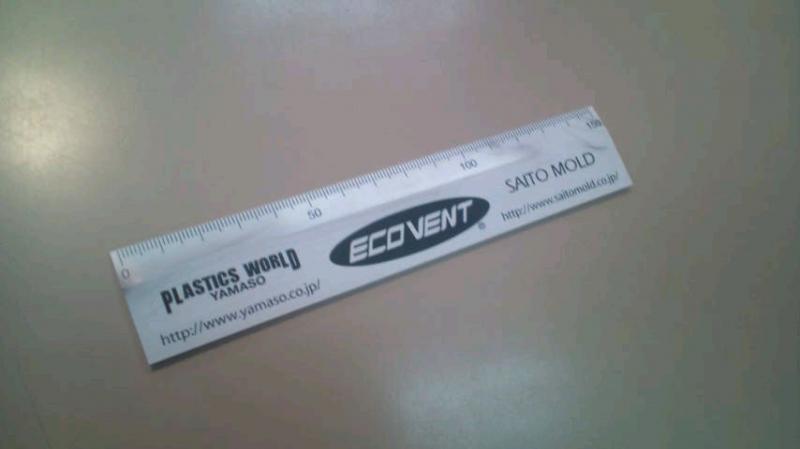 0 50 100 150
PLASTICS WORLD
YAMASO
http://www.yamaso.co.jp/
ECOVENT
®
SAITO MOLD
http://www.saitomold.co.jp/